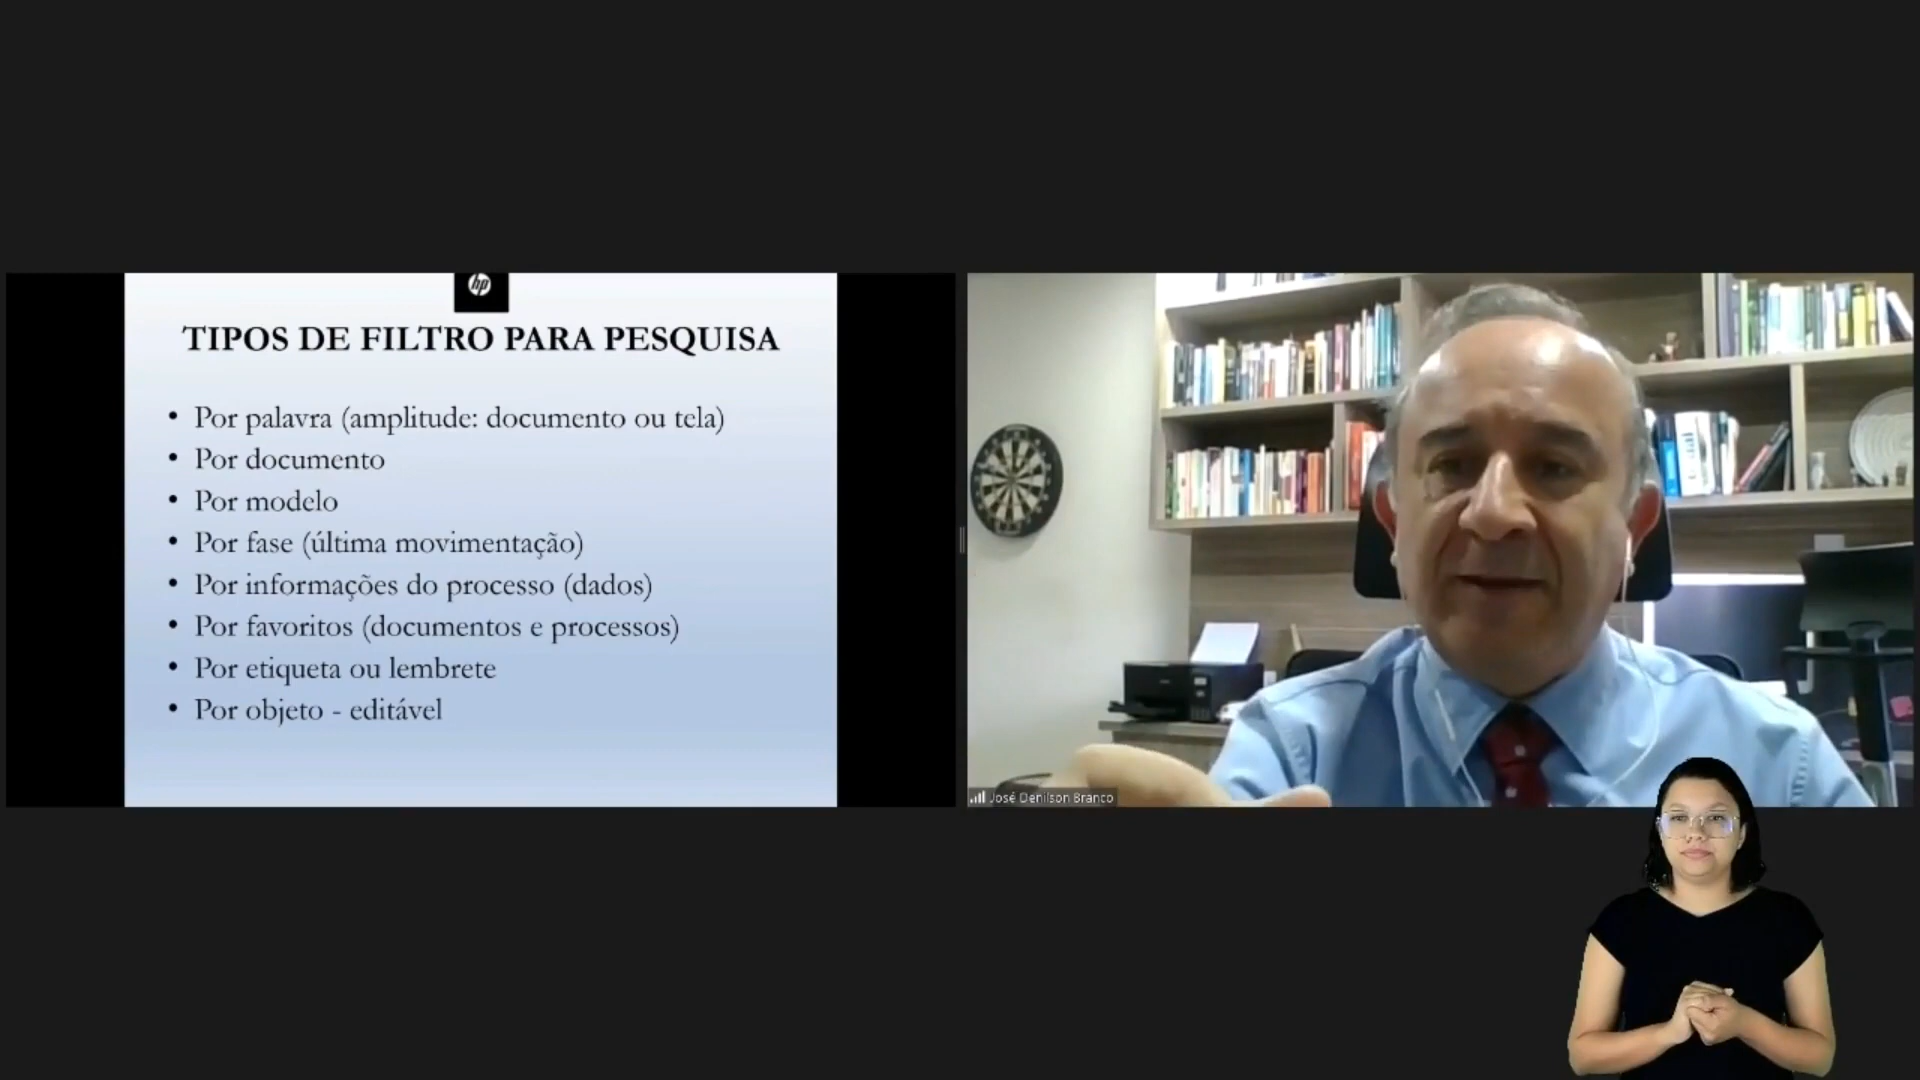 hp
TIPOS DE FILTRO PARA PESQUISA
• Por palavra (amplitude: documento ou tela)
• Por documento
• Por modelo
• Por fase (última movimentação)
• Por informações do processo (dados)
• Por favoritos (documentos e processos)
• Por etiqueta ou lembrete
• Por objeto - editável
José Denilson Branco